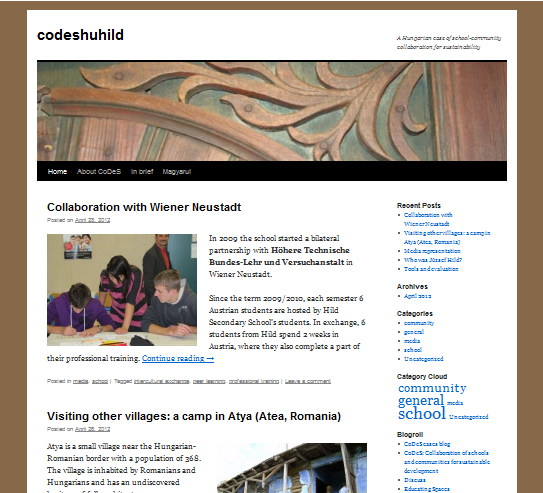 codeshuhild
A Hungarian case of school-community
collaboration for sustainability
Home About CoDeS In brief Magyarul
Collaboration with Wiener Neustadt
Posted on April 28, 2012
In 2009 the school started a bilateral
partnership with Höhere Technische
Bundes-Lehr und Versuchanstalt in
Wiener Neustadt.
Since the term 2009/2010, each semester 6
Austrian students are hosted by Hild
Secondary School's students. In exchange, 6
students from Hild spend 2 weeks in
Austria, where they also complete a part of
their professional training. Continue reading →
Posted in media, school | Tagged intercultural exchange, peer learning, professional training | Leave a comment
Visiting other villages: a camp in Atya (Atea, Romania)
Posted on April 28, 2012
Atya is a small village near the Hungarian-
Romanian border with a population of 368.
The village is inhabited by Romanians and
Hungarians and has an undiscovered
Recent Posts
Collaboration with
Wiener Neustadt
Visiting other villages: a camp in
Atya (Atea, Romania)
Media representation
Who was József Hild?
Tools and evaluation
Archives
April 2012
Categories
community
general
media
school
Uncategorized
Category Cloud
community
general media
school Uncategorized
Blogroll
CoDeS cases blog
CoDeS: Collaboration of schools
and communities for sustainable
development
Discuss
Educating Spaces